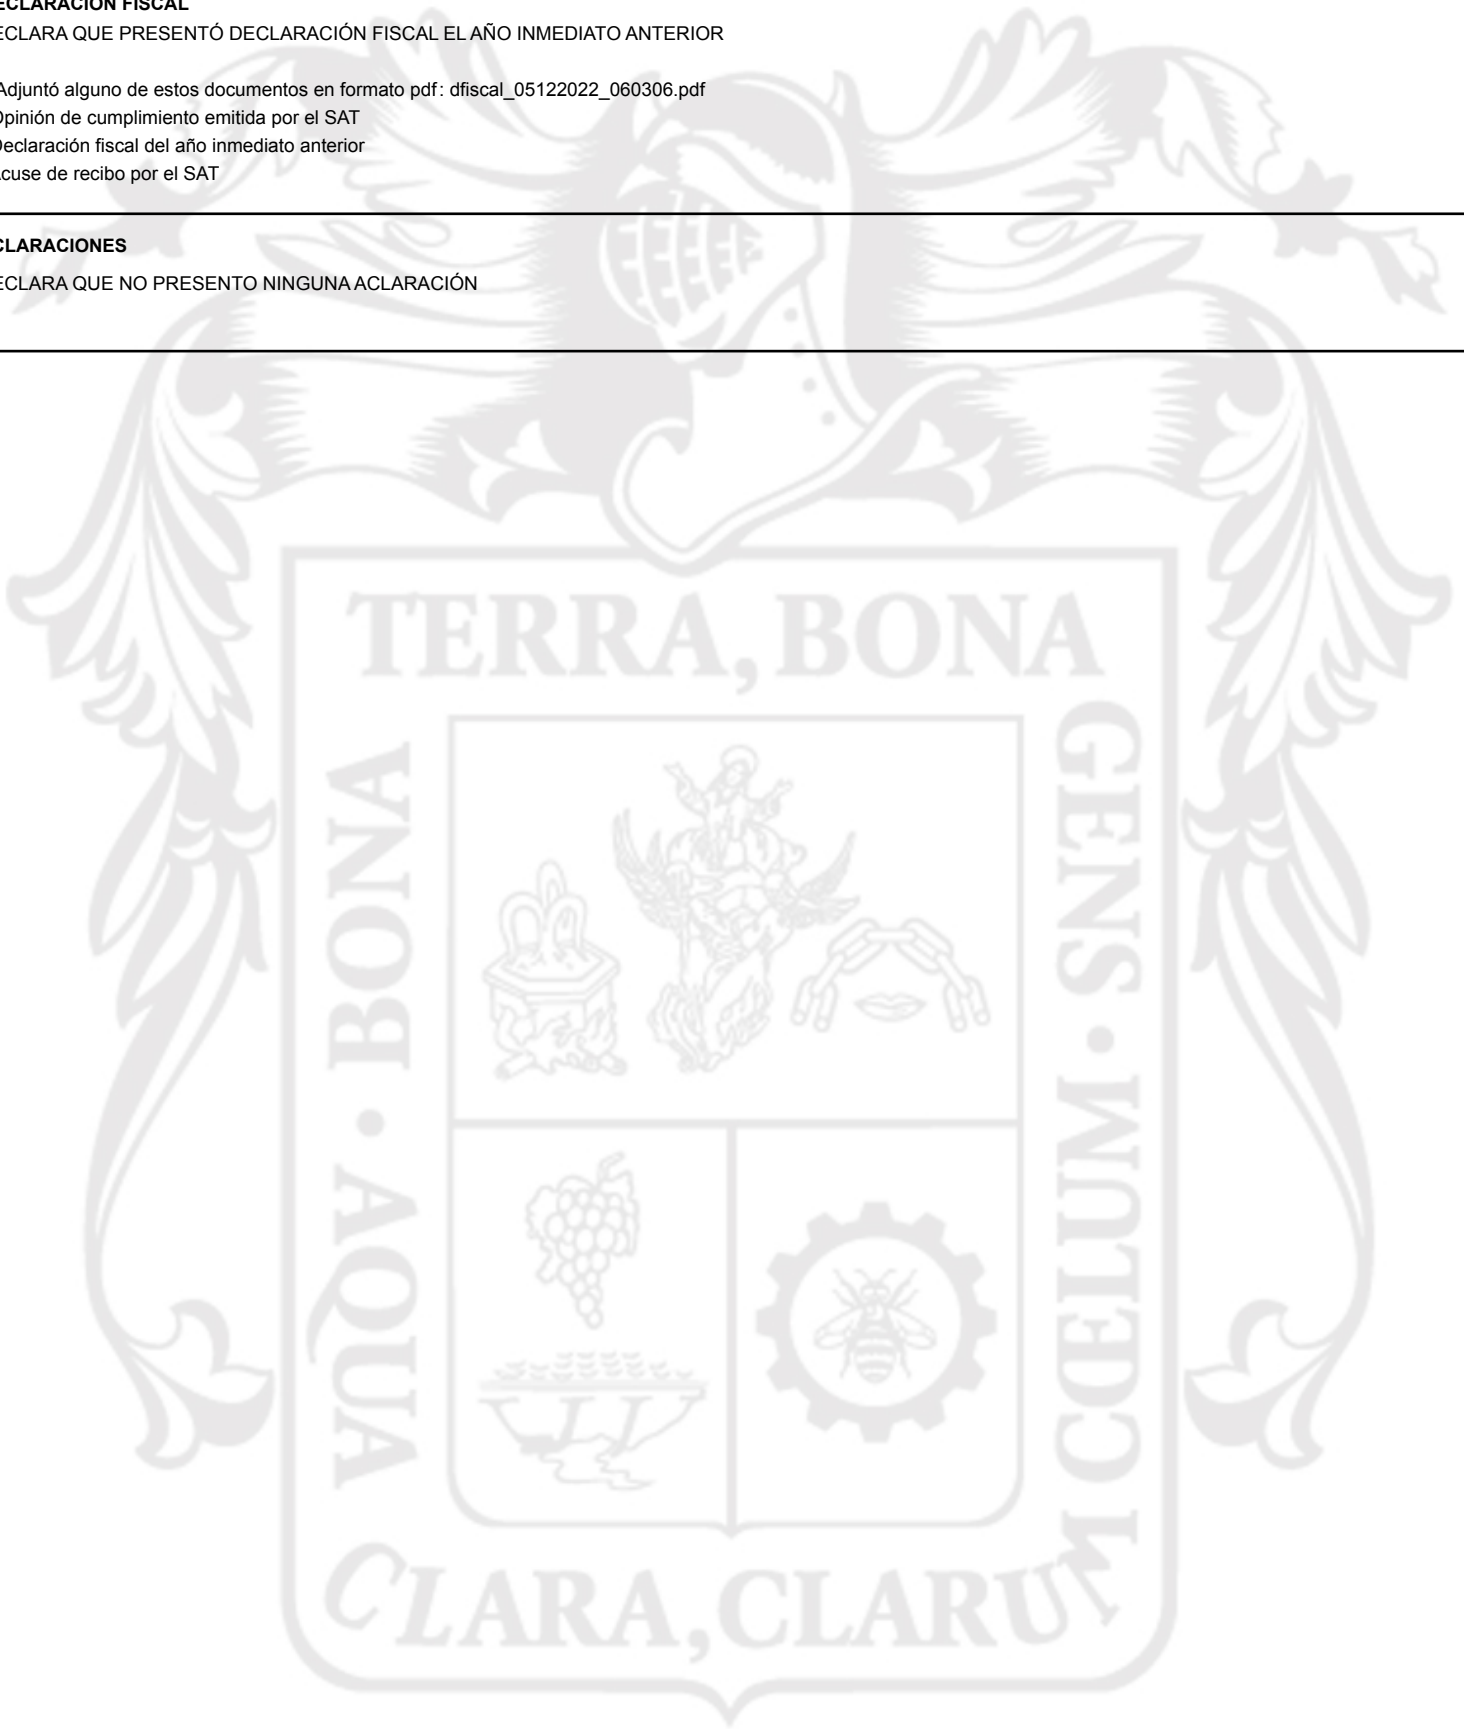 ECLARACIÓN FISCAL
ECLARA QUE PRESENTÓ DECLARACIÓN FISCAL EL AÑO INMEDIATO ANTERIOR
Adjuntó alguno de estos documentos en formato pdf: dfiscal_05122022_060306.pdf
Opinión de cumplimiento emitida por el SAT
Declaración fiscal del año inmediato anterior
cuse de recibo por el SAT
CLARACIONES
ECLARA QUE NO PRESENTO NINGUNA ACLARACIÓN
TERRA, BONA
GENS • M CŒLUM
AQUA • BONA
CLARA, CLARUM